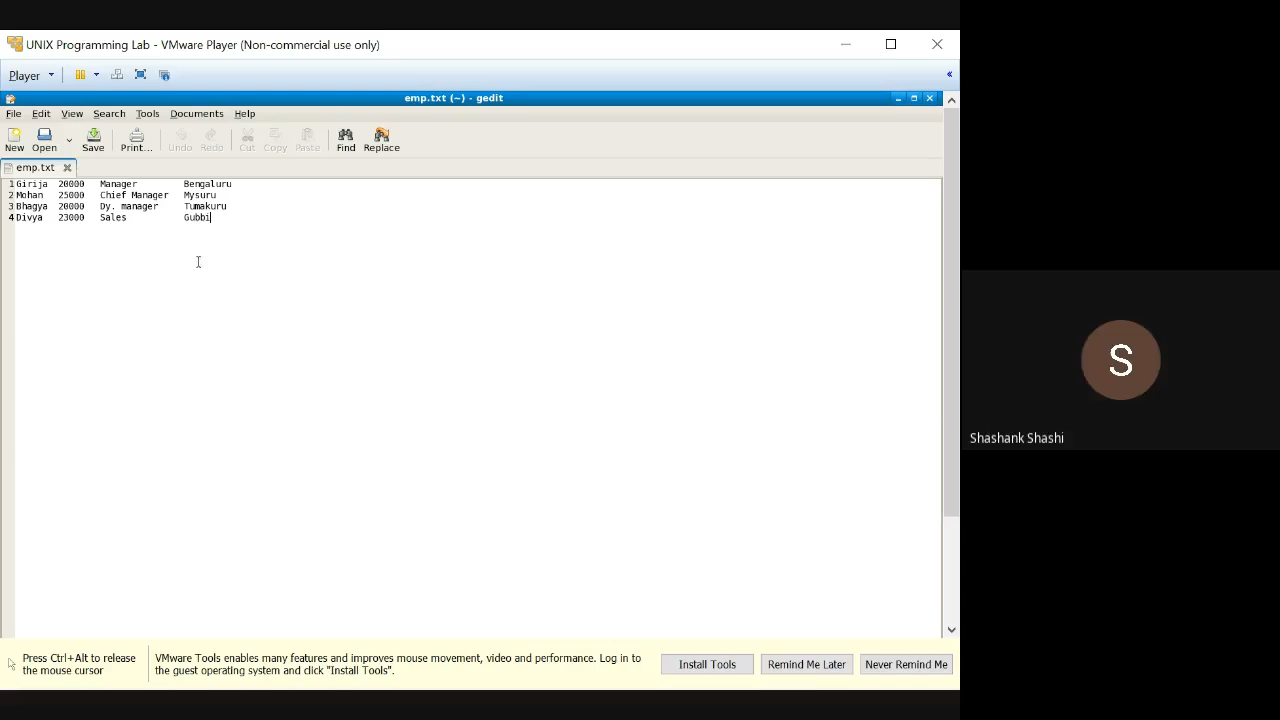 UNIX Programming Lab - VMware Player (Non-commercial use only)
Player
emp.txt (~) - gedit
File Edit View Search Tools Documents Help
New Open Save Print... Undo Redo Cut Copy Paste Find Replace
emp.txt
1 Girija 20000 Manager Bengaluru
2 Mohan 25000 Chief Manager Mysuru
3 Bhagya 20000 Dy. manager Tumakuru
4 Divya 23000 Sales Gubbi
S
Shashank Shashi
Press Ctrl+Alt to release
the mouse cursor
VMware Tools enables many features and improves mouse movement, video and performance. Log in to
the guest operating system and click "Install Tools".
Install Tools
Remind Me Later
Never Remind Me